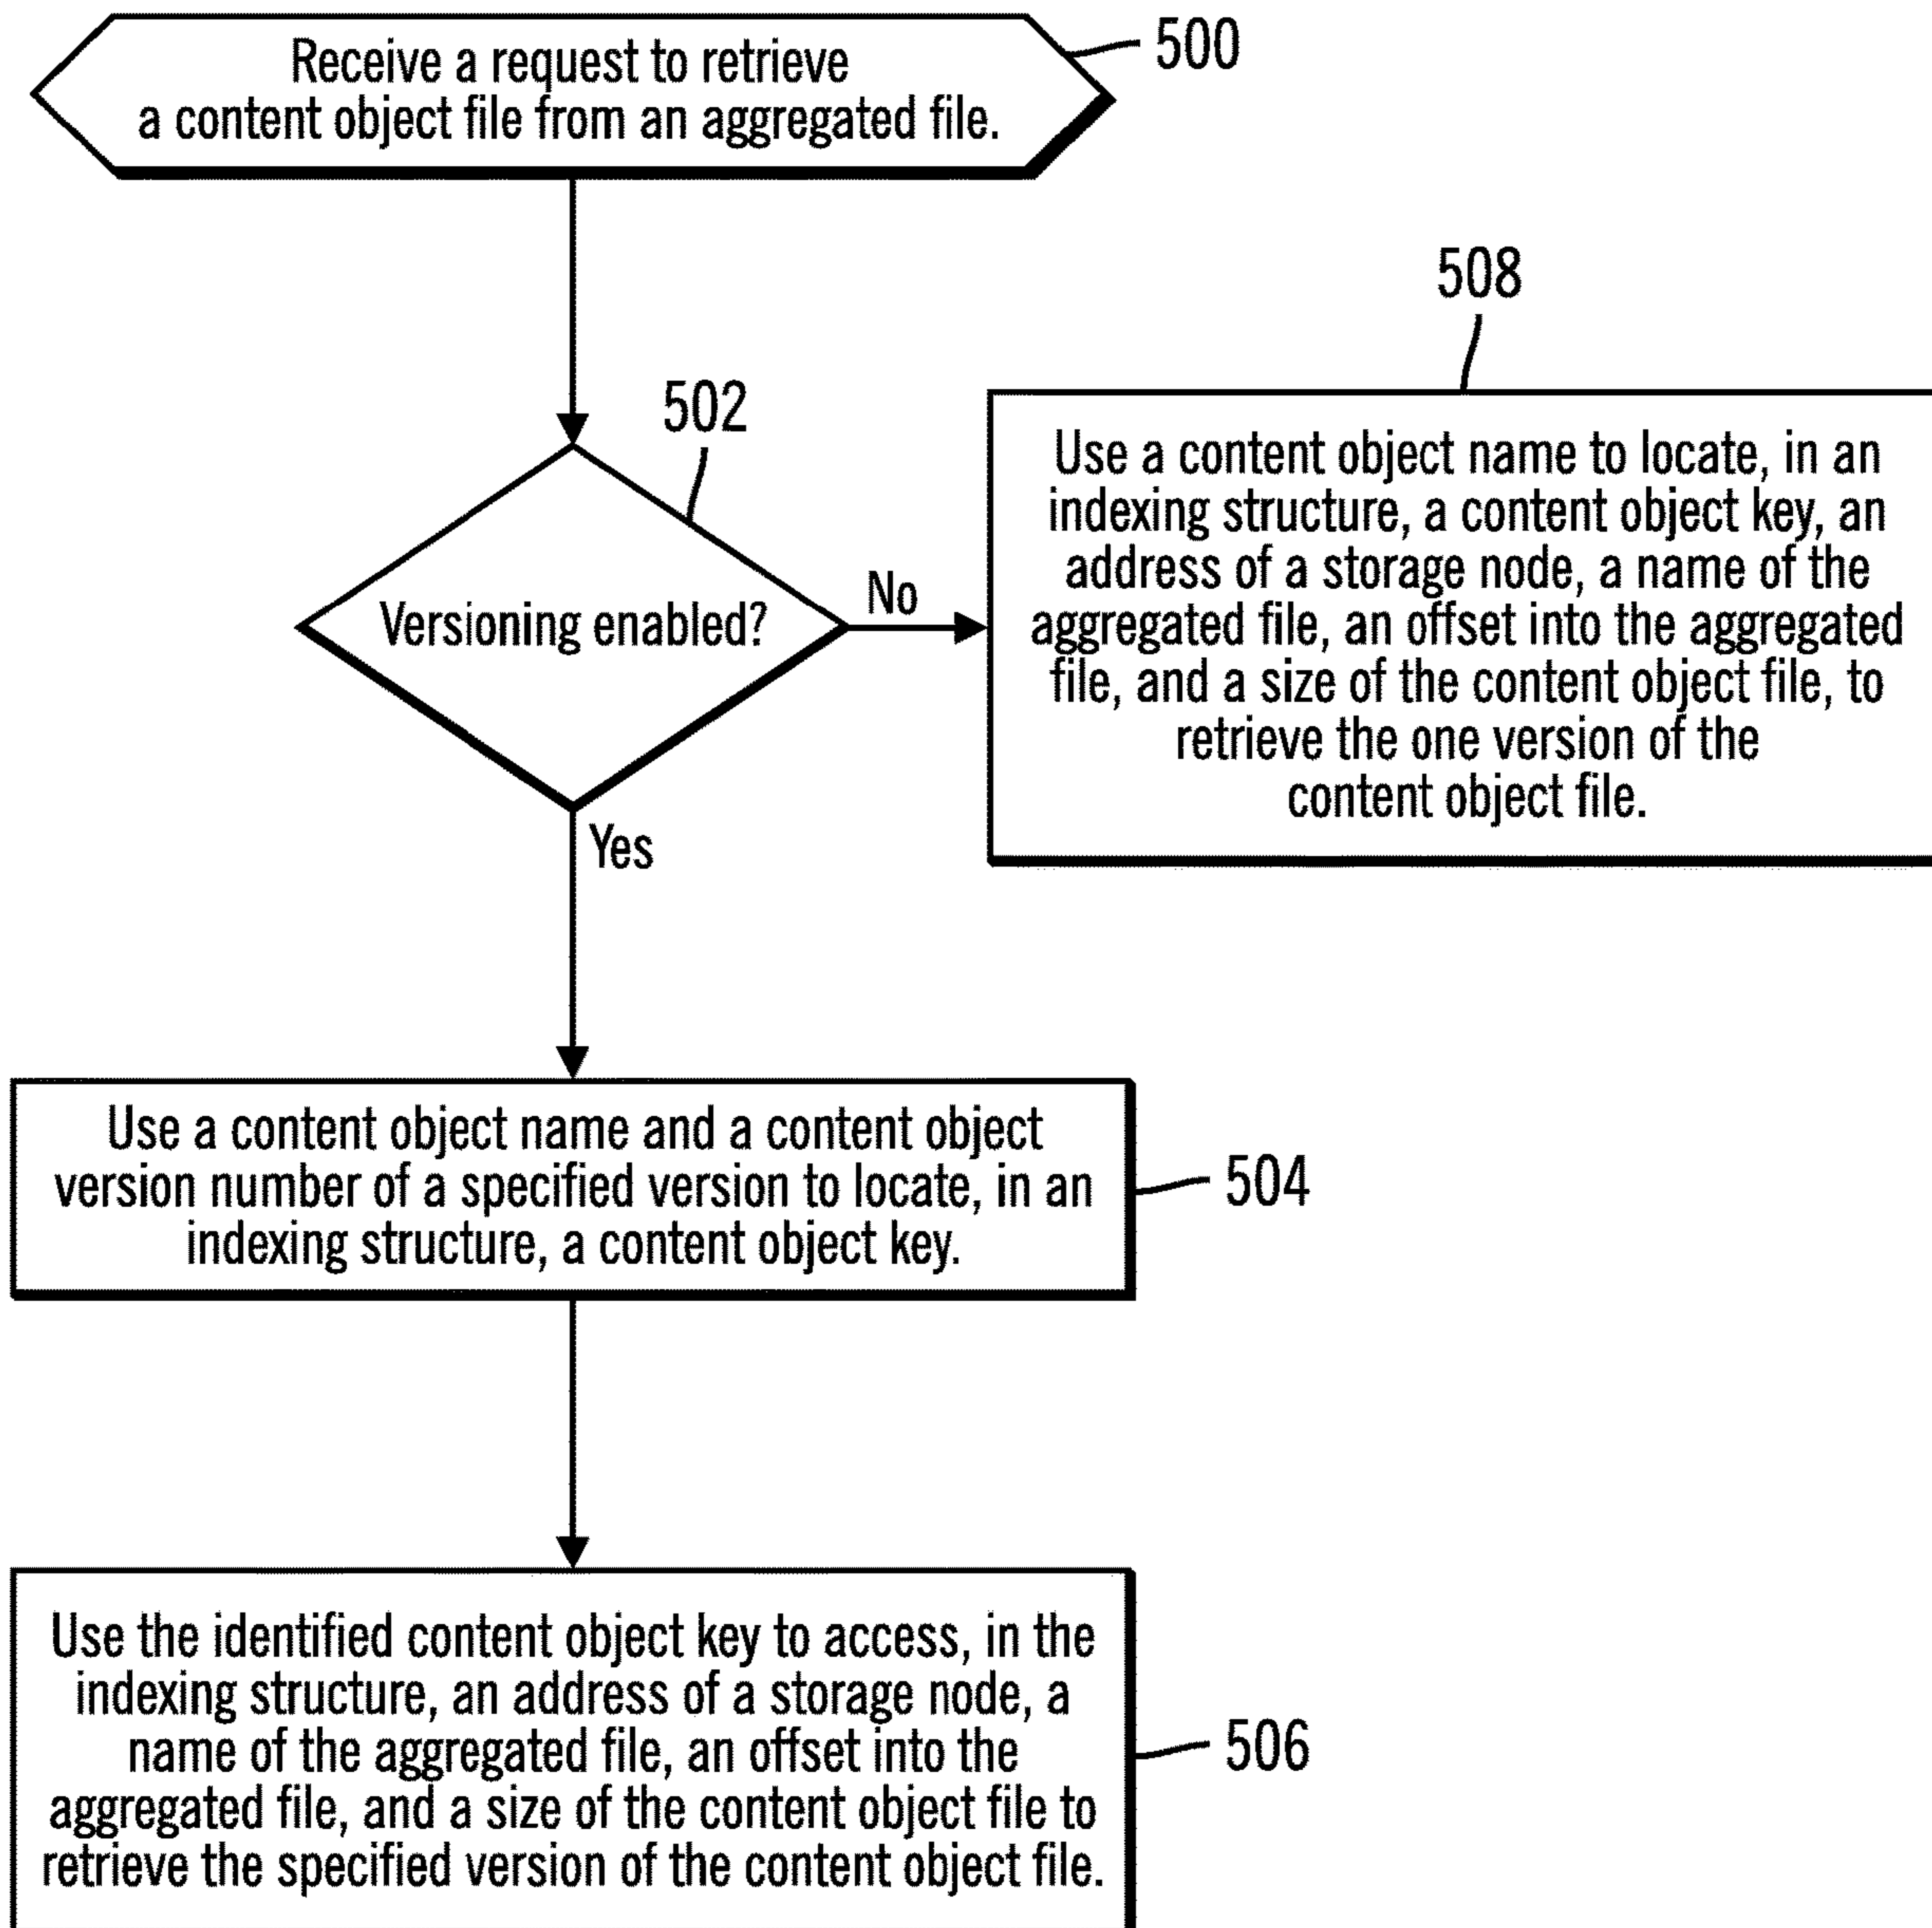 Receive a request to retrieve
a content object file from an aggregated file.
500
502
Versioning enabled?
No
Yes
508
Use a content object name to locate, in an
indexing structure, a content object key, an
address of a storage node, a name of the
aggregated file, an offset into the aggregated
file, and a size of the content object file, to
retrieve the one version of the
content object file.
Use a content object name and a content object
version number of a specified version to locate, in an
indexing structure, a content object key.
504
Use the identified content object key to access, in the
indexing structure, an address of a storage node, a
name of the aggregated file, an offset into the
aggregated file, and a size of the content object file to
retrieve the specified version of the content object file.
506